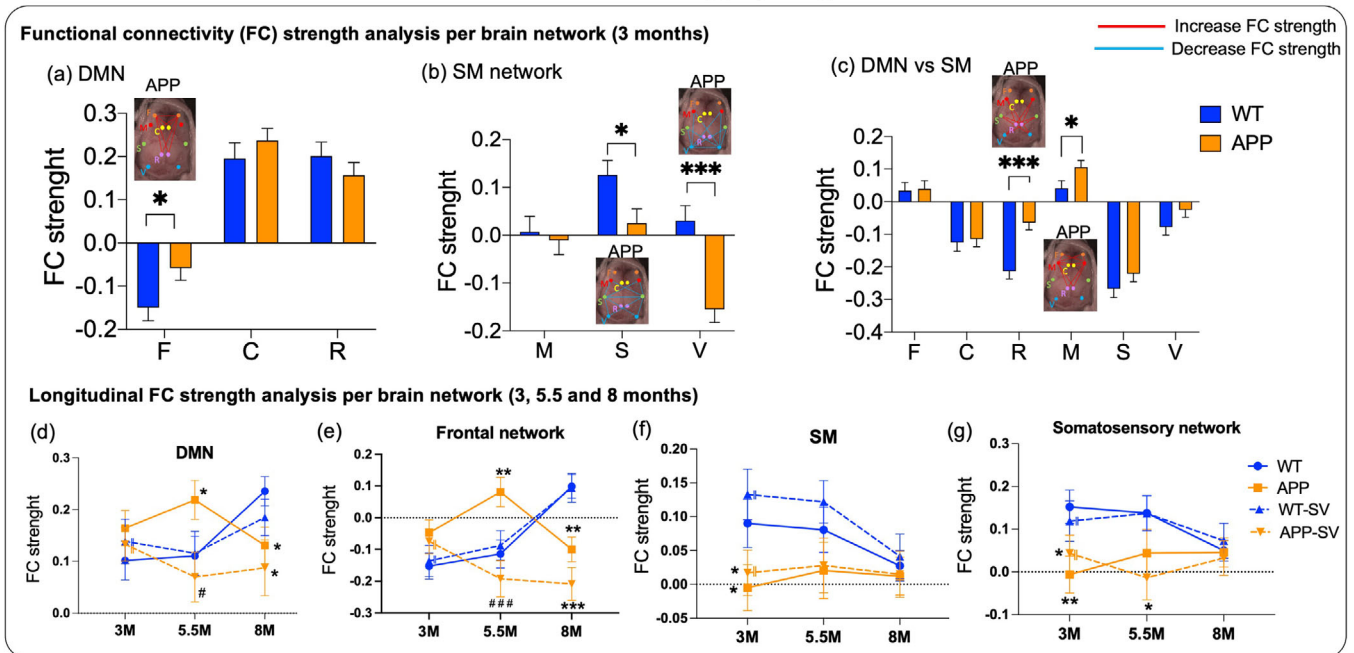 Functional connectivity (FC) strength analysis per brain network (3 months)
Increase FC strength
Decrease FC strength
(a) DMN
APP
M
C
S
R
V
*
FC strenght
0.3
0.2
0.1
0.0
-0.1
-0.2
F C R
(b) SM network
APP
M
C
S
R
V
*
***
APP
M
C
S
R
V
FC strenght
0.2
0.1
0.0
-0.1
-0.2
M S V
(c) DMN vs SM
APP
M
C
S
R
V
***
*
APP
M
C
S
R
V
FC strenght
0.2
0.1
0.0
-0.1
-0.2
-0.3
-0.4
F C R M S V
WT
APP
Longitudinal FC strength analysis per brain network (3, 5.5 and 8 months)
(d)
DMN
FC strenght
0.3
0.2
0.1
0.0
*
*
*
#
3M 5.5M 8M
(e)
Frontal network
FC strenght
0.2
0.1
0.0
-0.1
-0.2
-0.3
**
**
###
***
3M 5.5M 8M
(f)
SM
FC strenght
0.20
0.15
0.10
0.05
0.00
-0.05
*
*
3M 5.5M 8M
(g)
Somatosensory network
FC strenght
0.3
0.2
0.1
0.0
-0.1
*
**
*
3M 5.5M 8M
WT
APP
WT-SV
APP-SV